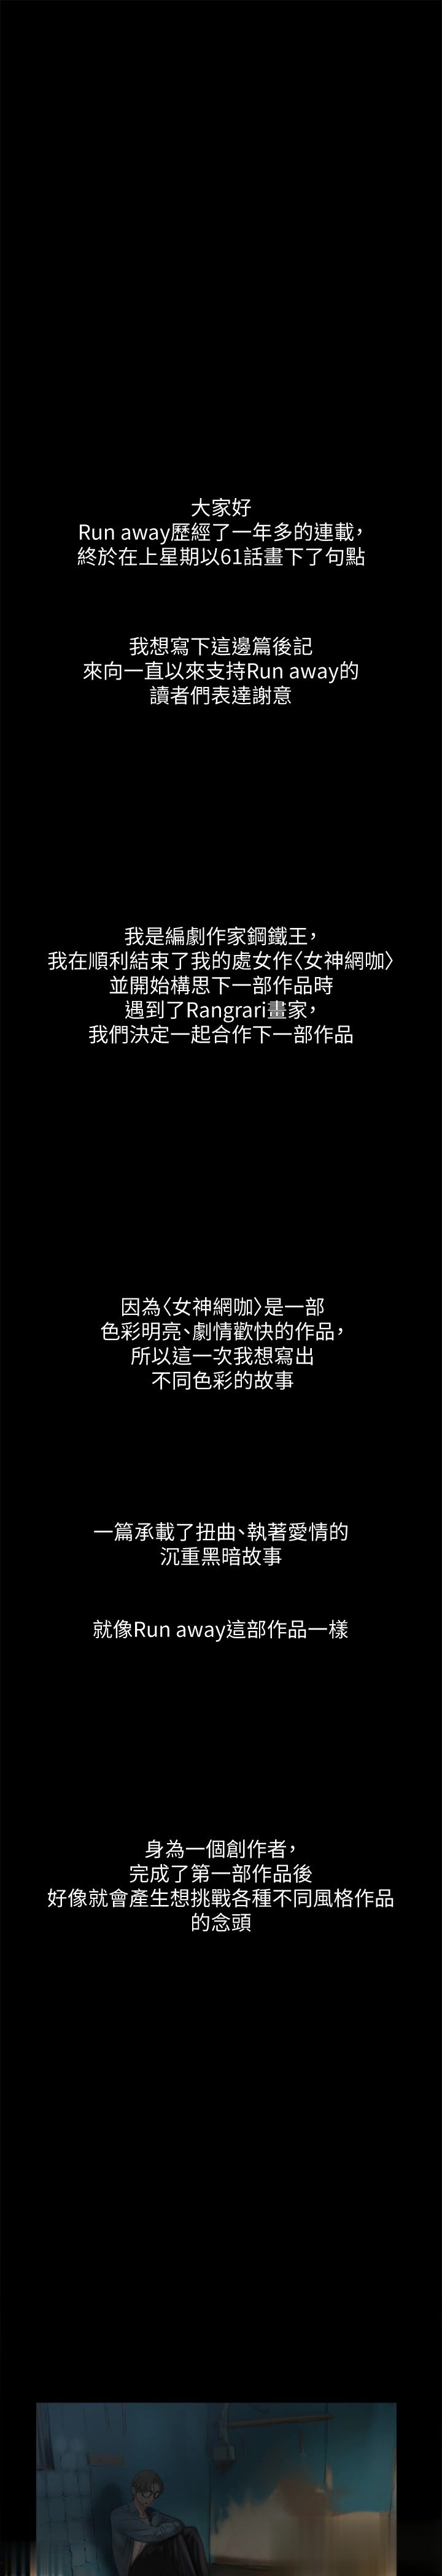 大家好
Run away歷經了一年多的連載，
終於在上星期以61話畫下了句點
我想寫下這邊篇後記
來向一直以來支持Run away的
讀者們表達謝意
我是編劇作家鋼鐵王，
我在順利結束了我的處女作〈女神網咖〉
並開始構思下一部作品時
遇到了Rangrari畫家，
我們決定一起合作下一部作品
因為〈女神網咖〉是一部
色彩明亮、劇情歡快的作品，
所以這一次我想寫出
不同色彩的故事
一篇承載了扭曲、執著愛情的
沉重黑暗故事
就像Run away這部作品一樣
身為一個創作者，
完成了第一部作品後
好像就會產生想挑戰各種不同風格作品
的念頭